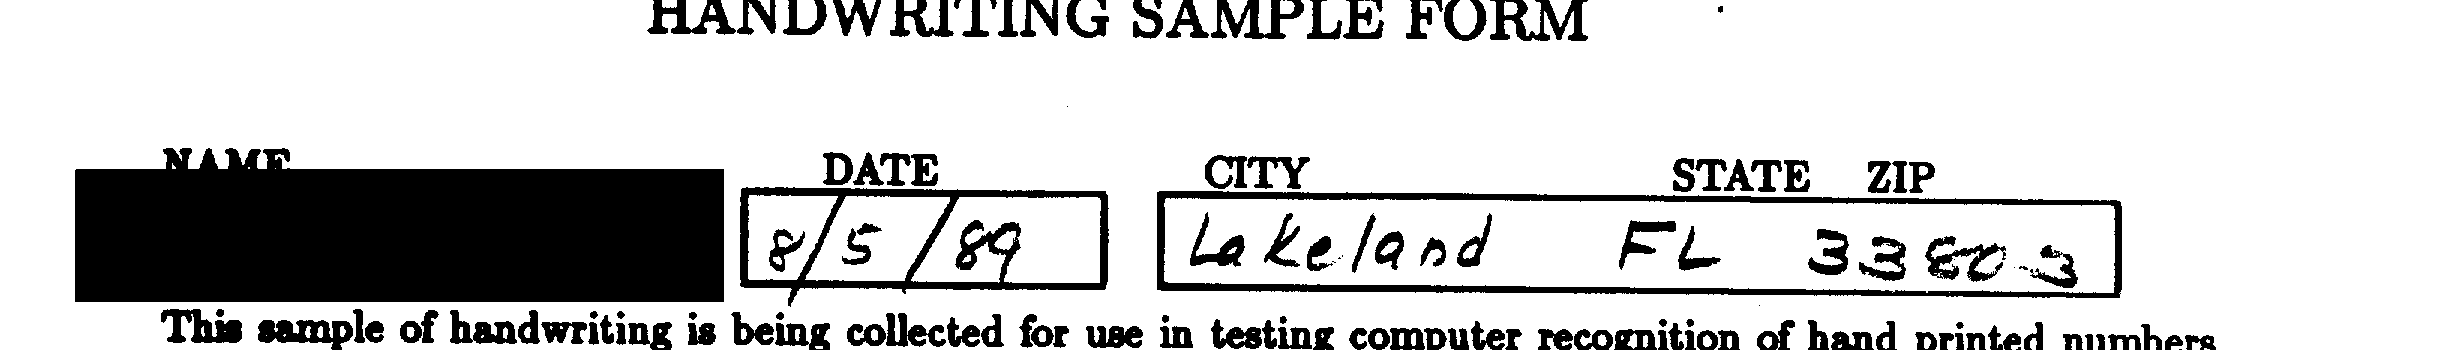 HANDWRITING SAMPLE FORM
NAME DATE CITY STATE ZIP
8/5/89 Lakeland FL 33803
This sample of handwriting is being collected for use in testing computer recognition of hand printed numbers